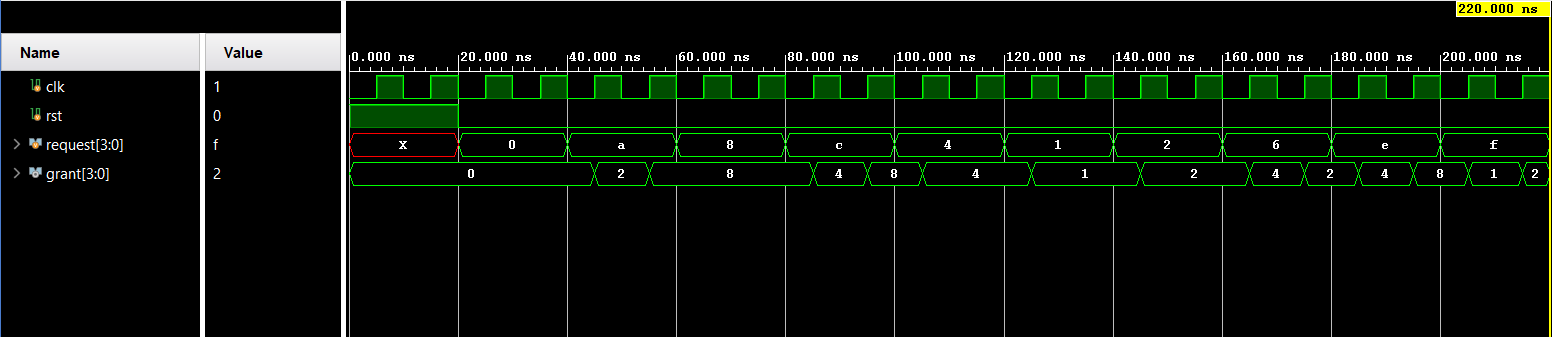 220.000 ns
Name Value
0.000 ns 20.000 ns 40.000 ns 60.000 ns 80.000 ns 100.000 ns 120.000 ns 140.000 ns 160.000 ns 180.000 ns 200.000 ns
clk 1
rst 0
request[3:0] f X 0 a 8 c 4 1 2 6 e f
grant[3:0] 2 0 2 8 4 8 4 1 2 4 2 4 8 1 2